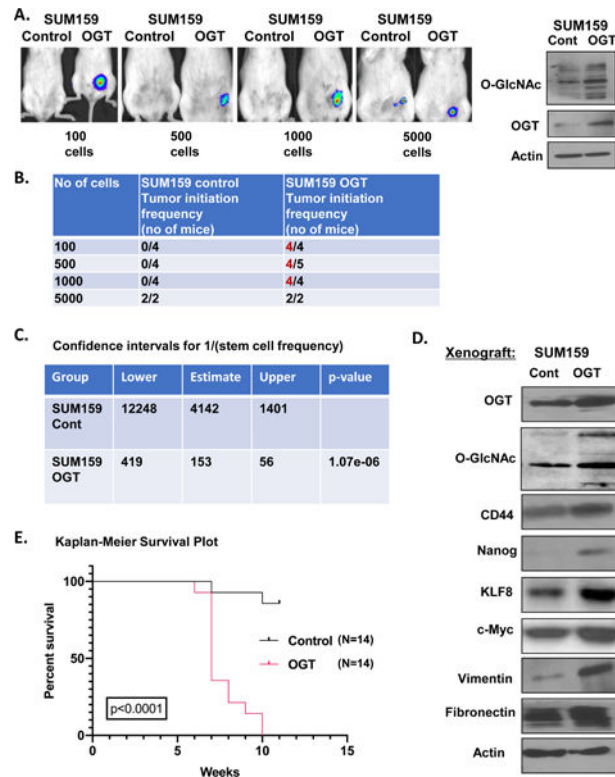 A.
SUM159 SUM159 SUM159 SUM159
Control OGT Control OGT Control OGT Control OGT
100 cells
500 cells
1000 cells
5000 cells
SUM159
Cont OGT
O-GlcNAc
OGT
Actin
B.
No of cells SUM159 control Tumor initiation frequency (no of mice) SUM159 OGT Tumor initiation frequency (no of mice)
100 0/4 4/4
500 0/4 4/5
1000 0/4 4/4
5000 2/2 2/2
C.
Confidence intervals for 1/(stem cell frequency)
Group Lower Estimate Upper p-value
SUM159 Cont 12248 4142 1401
SUM159 OGT 419 153 56 1.07e-06
D.
Xenograft: SUM159
Cont OGT
OGT
O-GlcNAc
CD44
Nanog
KLF8
c-Myc
Vimentin
Fibronectin
Actin
E.
Kaplan-Meier Survival Plot
Percent survival
100
50
0
Control (N=14)
OGT (N=14)
p<0.0001
0 5 10 15
Weeks